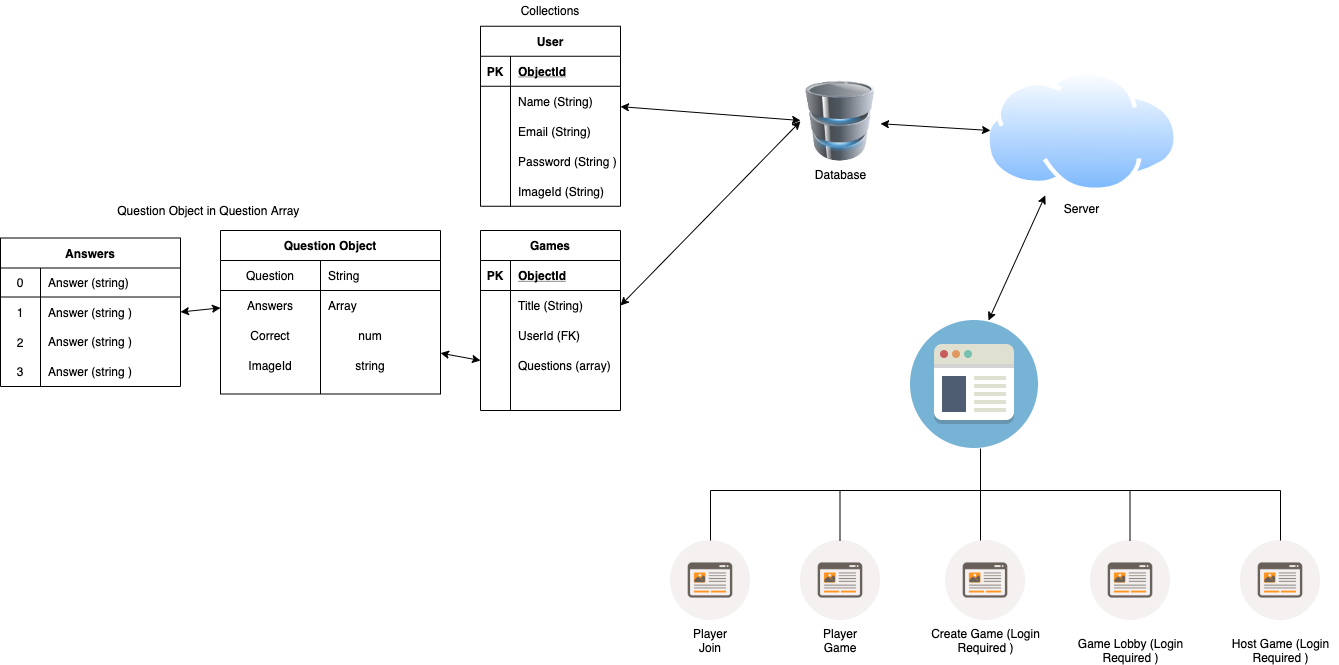 Collections
User
PK ObjectId
Name (String)
Email (String)
Password (String )
ImageId (String)
Database
Server
Question Object in Question Array
Answers
0 Answer (string)
1 Answer (string )
2 Answer (string )
3 Answer (string )
Question Object
Question String
Answers Array
Correct num
ImageId string
Games
PK ObjectId
Title (String)
UserId (FK)
Questions (array)
Player
Join
Player
Game
Create Game (Login
Required )
Game Lobby (Login
Required )
Host Game (Login
Required )